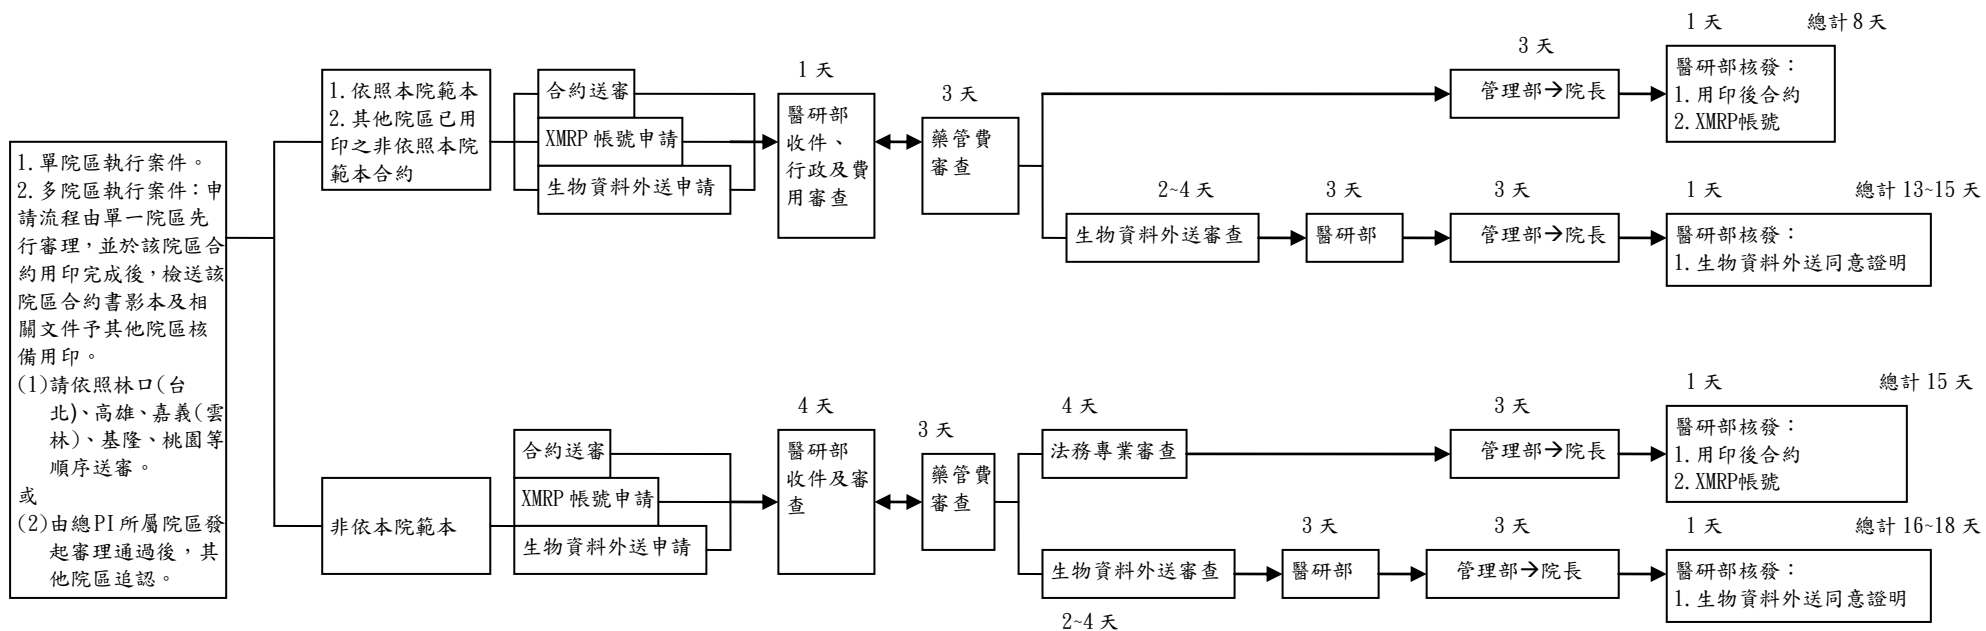 1.單院區執行案件。
2.多院區執行案件：申
請流程由單一院區先
行審理，並於該院區合
約用印完成後，檢送該
院區合約書影本及相
關文件予其他院區核
備用印。
(1)請依照林口(台
北)、高雄、嘉義(雲
林)、基隆、桃園等
順序送審。
或
(2)由總PI所屬院區發
起審理通過後，其
他院區追認。
1.依照本院範本
2.其他院區已用
印之非依照本院
範本合約
合約送審
XMRP帳號申請
生物資料外送申請
1天
醫研部
收件、
行政及費
用審查
3天
藥管費
審查
3天
管理部→院長
1天
總計8天
醫研部核發：
1.用印後合約
2.XMRP帳號
2~4天
生物資料外送審查
3天
醫研部
3天
管理部→院長
1天
總計13~15天
醫研部核發：
1.生物資料外送同意證明
非依本院範本
合約送審
XMRP帳號申請
生物資料外送申請
4天
醫研部
收件及審
查
3天
藥管費
審查
4天
法務專業審查
3天
管理部→院長
1天
總計15天
醫研部核發：
1.用印後合約
2.XMRP帳號
生物資料外送審查
2~4天
3天
醫研部
3天
管理部→院長
1天
總計16~18天
醫研部核發：
1.生物資料外送同意證明